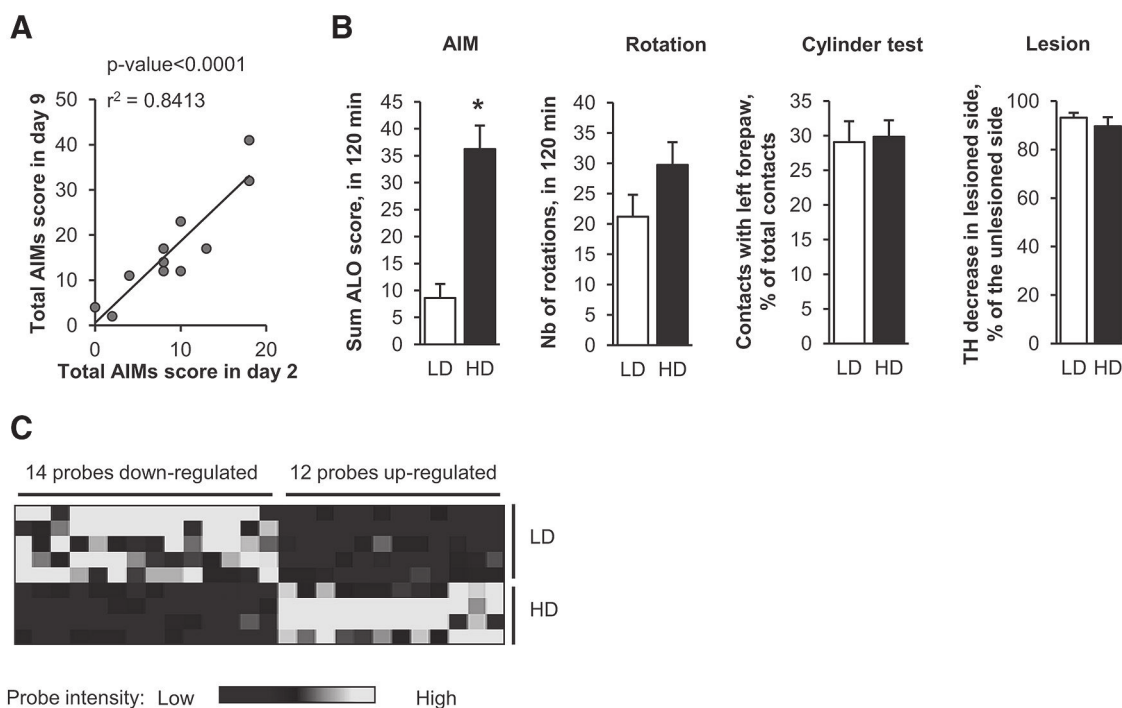 A
p-value<0.0001
r² = 0.8413
Total AIMs score in day 9
50
40
30
20
10
0
0 10 20
Total AIMs score in day 2
B
AIM
Sum ALO score, in 120 min
45
40
35
30
25
20
15
10
5
0
*
LD HD
Rotation
Nb of rotations, in 120 min
40
35
30
25
20
15
10
5
0
LD HD
Cylinder test
Contacts with left forepaw,
% of total contacts
35
30
25
20
15
10
5
0
LD HD
Lesion
TH decrease in lesioned side,
% of the unlesioned side
100
80
60
40
20
0
LD HD
C
14 probes down-regulated 12 probes up-regulated
LD
HD
Probe intensity: Low High